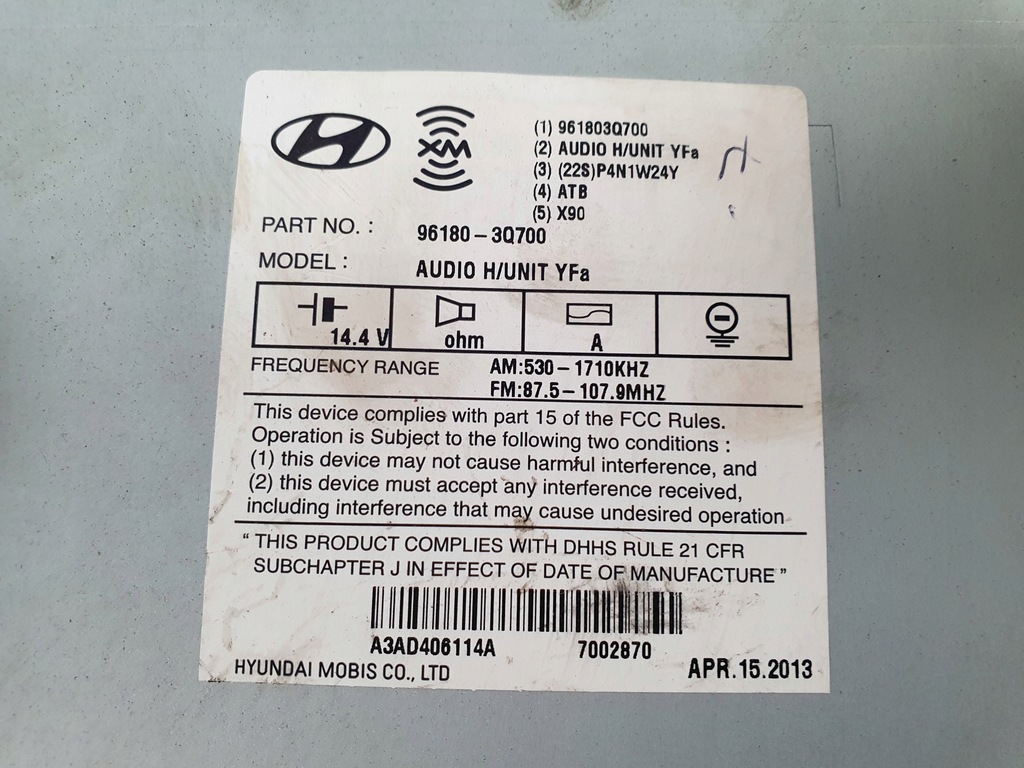 XM
(1) 961803Q700
(2) AUDIO H/UNIT YFa
(3) (22S)P4N1W24Y
(4) ATB
(5) X90
PART NO. : 96180-3Q700
MODEL : AUDIO H/UNIT YFa
14.4 V ohm A
FREQUENCY RANGE AM:530-1710KHZ
FM:87.5-107.9MHZ
This device complies with part 15 of the FCC Rules.
Operation is Subject to the following two conditions :
(1) this device may not cause harmful interference, and
(2) this device must accept any interference received,
including interference that may cause undesired operation
“ THIS PRODUCT COMPLIES WITH DHHS RULE 21 CFR
SUBCHAPTER J IN EFFECT OF DATE OF MANUFACTURE ”
A3AD406114A 7002870
HYUNDAI MOBIS CO., LTD APR.15.2013